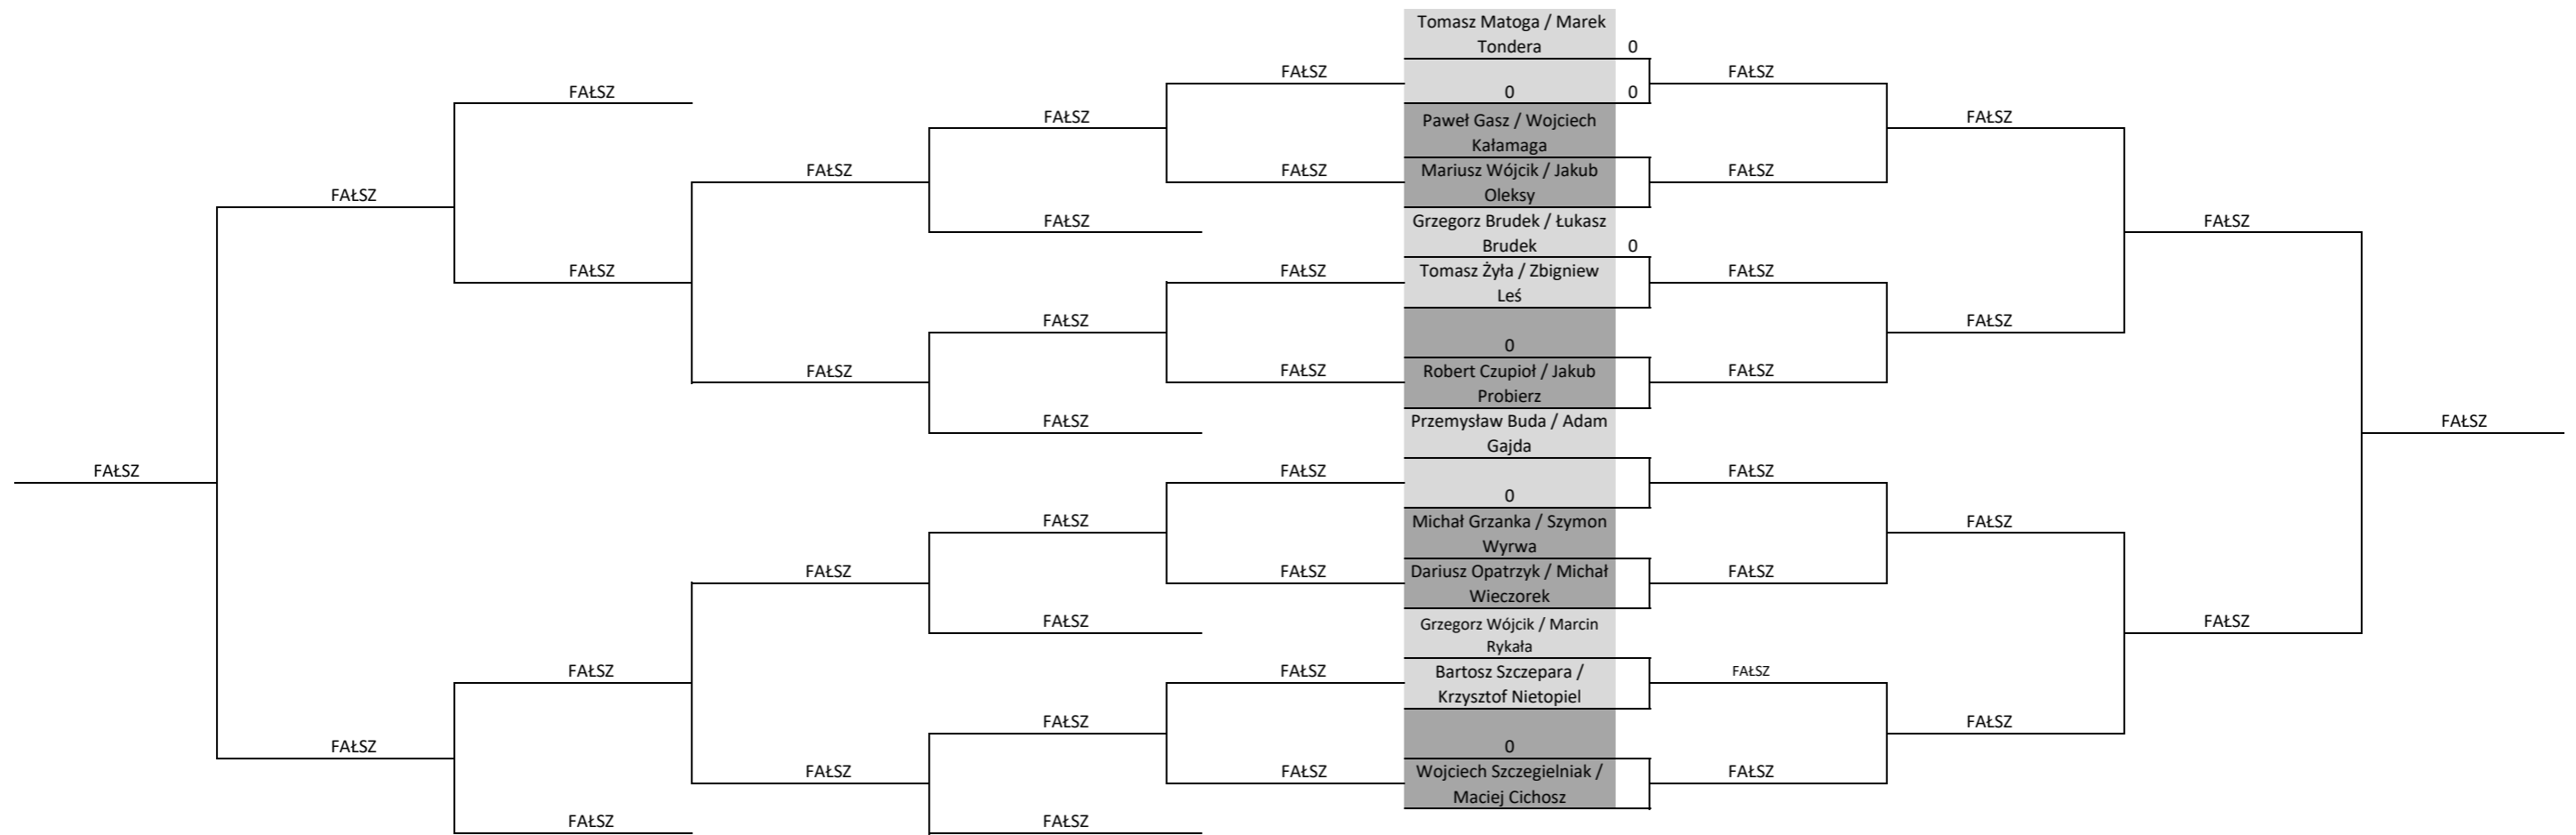 Tomasz Matoga / Marek
Tondera 0
FAŁSZ FAŁSZ
FAŁSZ 0 0
FAŁSZ Paweł Gasz / Wojciech FAŁSZ
Kałamaga
FAŁSZ FAŁSZ Mariusz Wójcik / Jakub FAŁSZ
FAŁSZ Oleksy
FAŁSZ Grzegorz Brudek / Łukasz FAŁSZ
Brudek 0
FAŁSZ FAŁSZ Tomasz Żyła / Zbigniew FAŁSZ
Leś
FAŁSZ FAŁSZ
0
FAŁSZ FAŁSZ Robert Czupioł / Jakub FAŁSZ
Probierz
FAŁSZ Przemysław Buda / Adam FAŁSZ
Gajda
FAŁSZ FAŁSZ FAŁSZ
0
FAŁSZ Michał Grzanka / Szymon FAŁSZ
Wyrwa
FAŁSZ FAŁSZ Dariusz Opatrzyk / Michał FAŁSZ
Wieczorek
FAŁSZ Grzegorz Wójcik / Marcin FAŁSZ
Rykała
FAŁSZ FAŁSZ Bartosz Szczepara / FAŁSZ
Krzysztof Nietopiel
FAŁSZ FAŁSZ
FAŁSZ 0
FAŁSZ FAŁSZ Wojciech Szczegielniak / FAŁSZ
Maciej Cichosz
FAŁSZ FAŁSZ